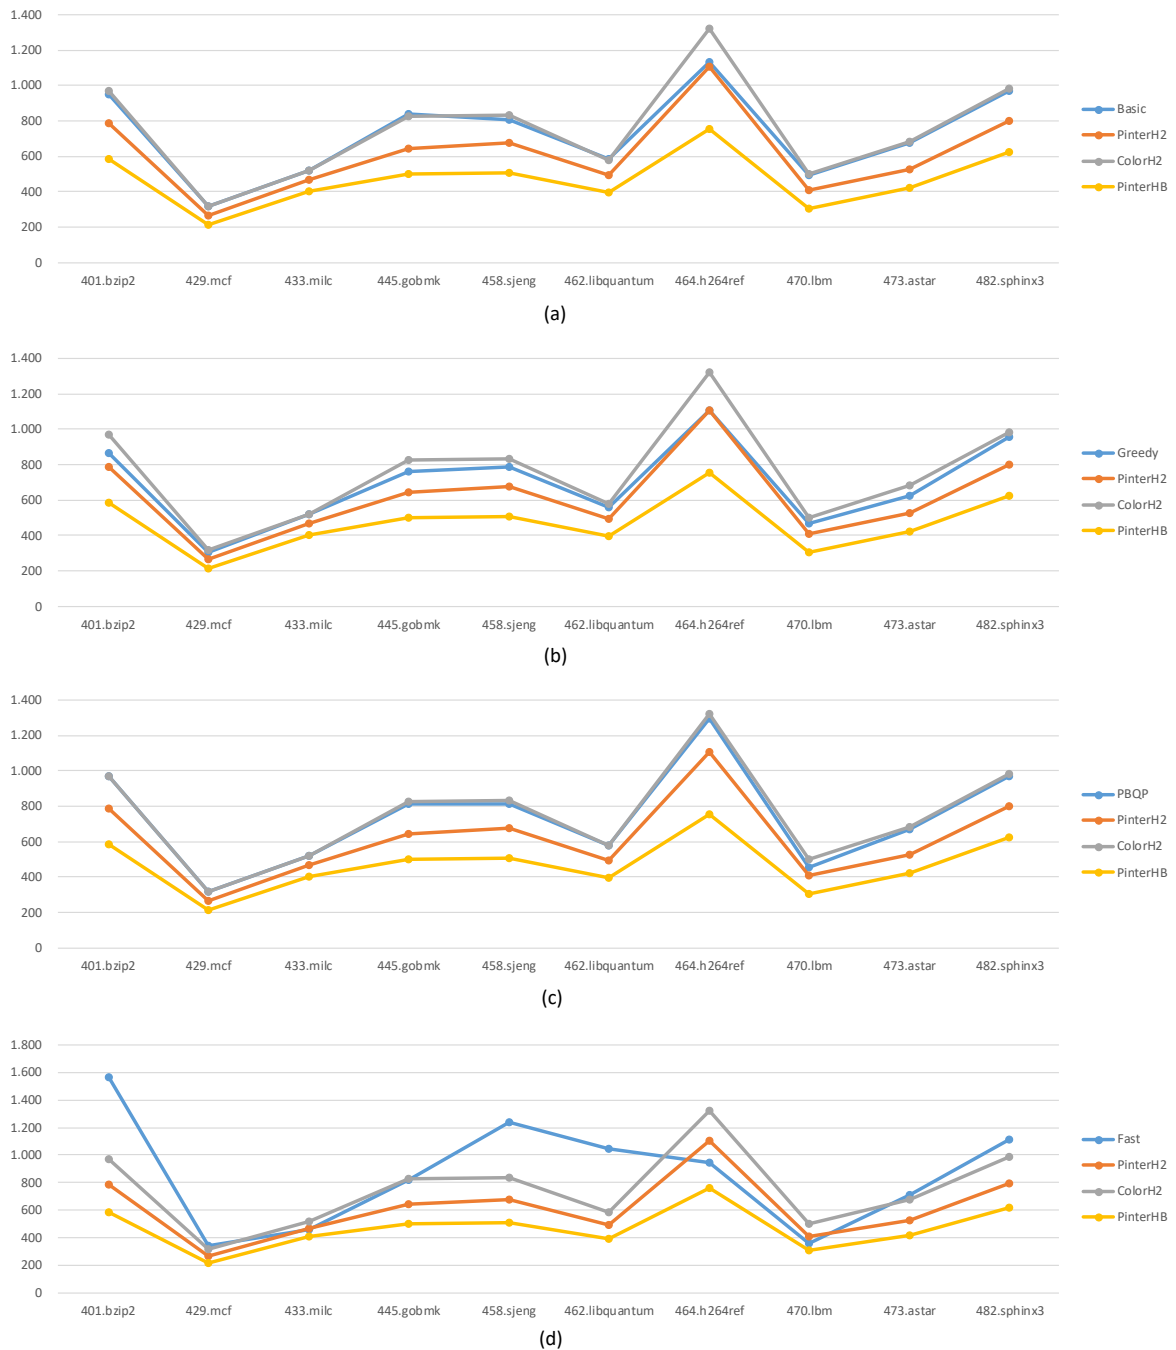 1.400
1.200
1.000
800
600
400
200
0
401.bzip2 429.mcf 433.milc 445.gobmk 458.sjeng 462.libquantum 464.h264ref 470.lbm 473.astar 482.sphinx3
Basic
PinterH2
ColorH2
PinterHB
(a)
1.400
1.200
1.000
800
600
400
200
0
401.bzip2 429.mcf 433.milc 445.gobmk 458.sjeng 462.libquantum 464.h264ref 470.lbm 473.astar 482.sphinx3
Greedy
PinterH2
ColorH2
PinterHB
(b)
1.400
1.200
1.000
800
600
400
200
0
401.bzip2 429.mcf 433.milc 445.gobmk 458.sjeng 462.libquantum 464.h264ref 470.lbm 473.astar 482.sphinx3
PBQP
PinterH2
ColorH2
PinterHB
(c)
1.800
1.600
1.400
1.200
1.000
800
600
400
200
0
401.bzip2 429.mcf 433.milc 445.gobmk 458.sjeng 462.libquantum 464.h264ref 470.lbm 473.astar 482.sphinx3
Fast
PinterH2
ColorH2
PinterHB
(d)